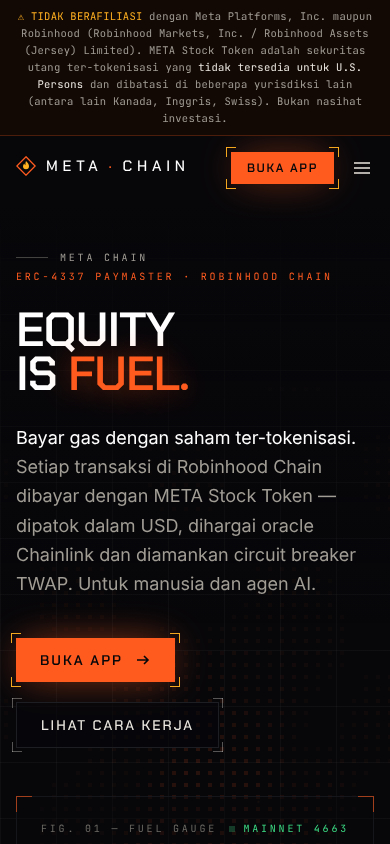 ⚠ TIDAK BERAFILIASI dengan Meta Platforms, Inc. maupun
Robinhood (Robinhood Markets, Inc. / Robinhood Assets
(Jersey) Limited). META Stock Token adalah sekuritas
utang ter-tokenisasi yang tidak tersedia untuk U.S.
Persons dan dibatasi di beberapa yurisdiksi lain
(antara lain Kanada, Inggris, Swiss). Bukan nasihat
investasi.
META · CHAIN
BUKA APP
META CHAIN
ERC-4337 PAYMASTER · ROBINHOOD CHAIN
EQUITY
IS FUEL.
Bayar gas dengan saham ter-tokenisasi.
Setiap transaksi di Robinhood Chain
dibayar dengan META Stock Token —
dipatok dalam USD, dihargai oracle
Chainlink dan diamankan circuit breaker
TWAP. Untuk manusia dan agen AI.
BUKA APP →
LIHAT CARA KERJA
FIG. 01 — FUEL GAUGE
MAINNET 4663